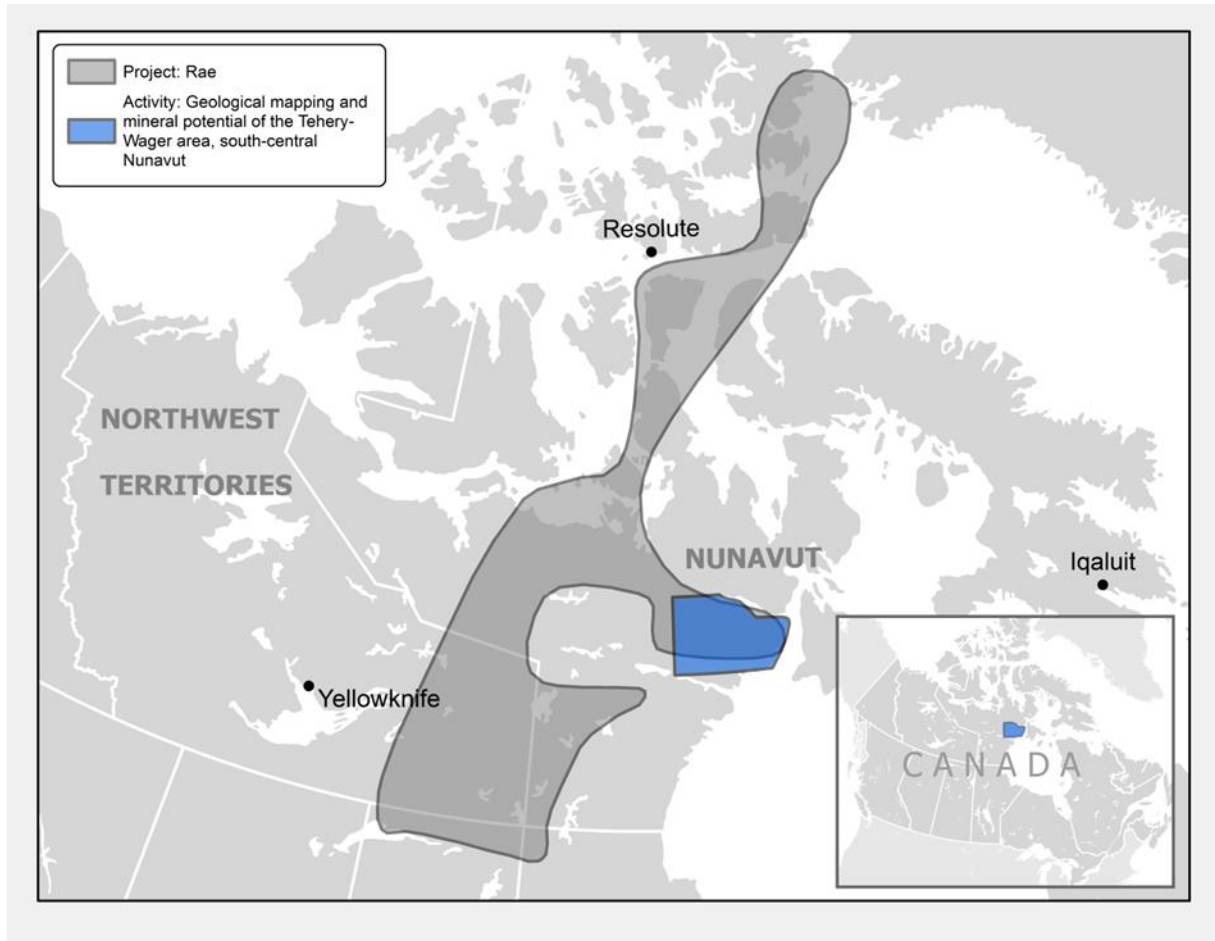 Project: Rae
Activity: Geological mapping and
mineral potential of the Tehery-
Wager area, south-central
Nunavut
Resolute
NORTHWEST
TERRITORIES
NUNAVUT
Iqaluit
Yellowknife
CANADA